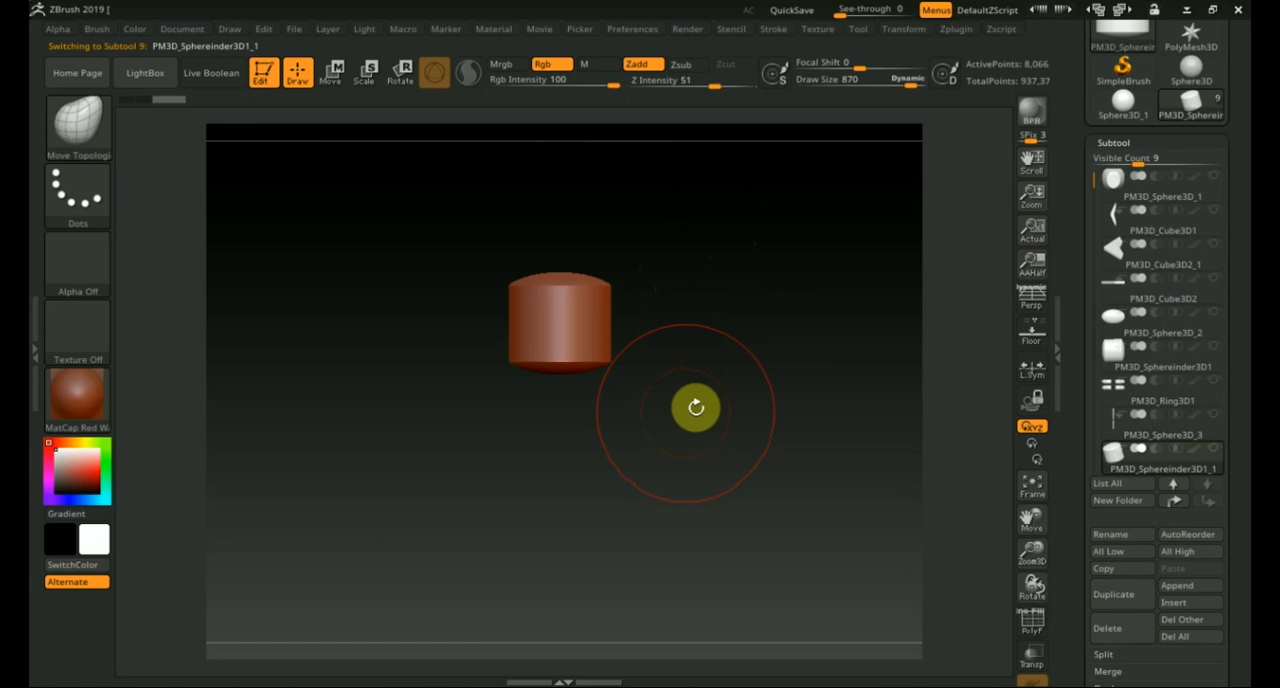 ZBrush 2019 [
AC QuickSave See-through 0 Menus DefaultZScript
Alpha Brush Color Document Draw Edit File Layer Light Macro Marker Material Movie Picker Preferences Render Stencil Stroke Texture Tool Transform Zplugin Zscript
Switching to Subtool 9: PM3D_Sphereinder3D1_1
Home Page LightBox Live Boolean Edit Draw Move Scale Rotate
Mrgb Rgb M Zadd Zsub Zcut
Rgb Intensity 100 Z Intensity 51
Focal Shift 0
Draw Size 870 Dynamic
ActivePoints: 8,066
TotalPoints: 937,37
Move Topologi
Dots
Alpha Off
Texture Off
MatCap Red W
Gradient
SwitchColor
Alternate
BPR
SPix 3
Scroll
Zoom
Actual
AAHalf
Dynamic
Persp
Floor
L.Sym
XYZ
Frame
Move
Zoom3D
Rotate
PolyF
Transp
PM3D_Spherein PolyMesh3D
SimpleBrush Sphere3D
9
Sphere3D_1 PM3D_Spherein
Subtool
Visible Count 9
PM3D_Sphere3D_1
PM3D_Cube3D1
PM3D_Cube3D2_1
PM3D_Cube3D2
PM3D_Sphere3D_2
PM3D_Sphereinder3D1
PM3D_Ring3D1
PM3D_Sphere3D_3
PM3D_Sphereinder3D1_1
List All
New Folder
Rename AutoReorder
All Low All High
Copy Paste
Duplicate Append
Insert
Delete Del Other
Del All
Split
Merge